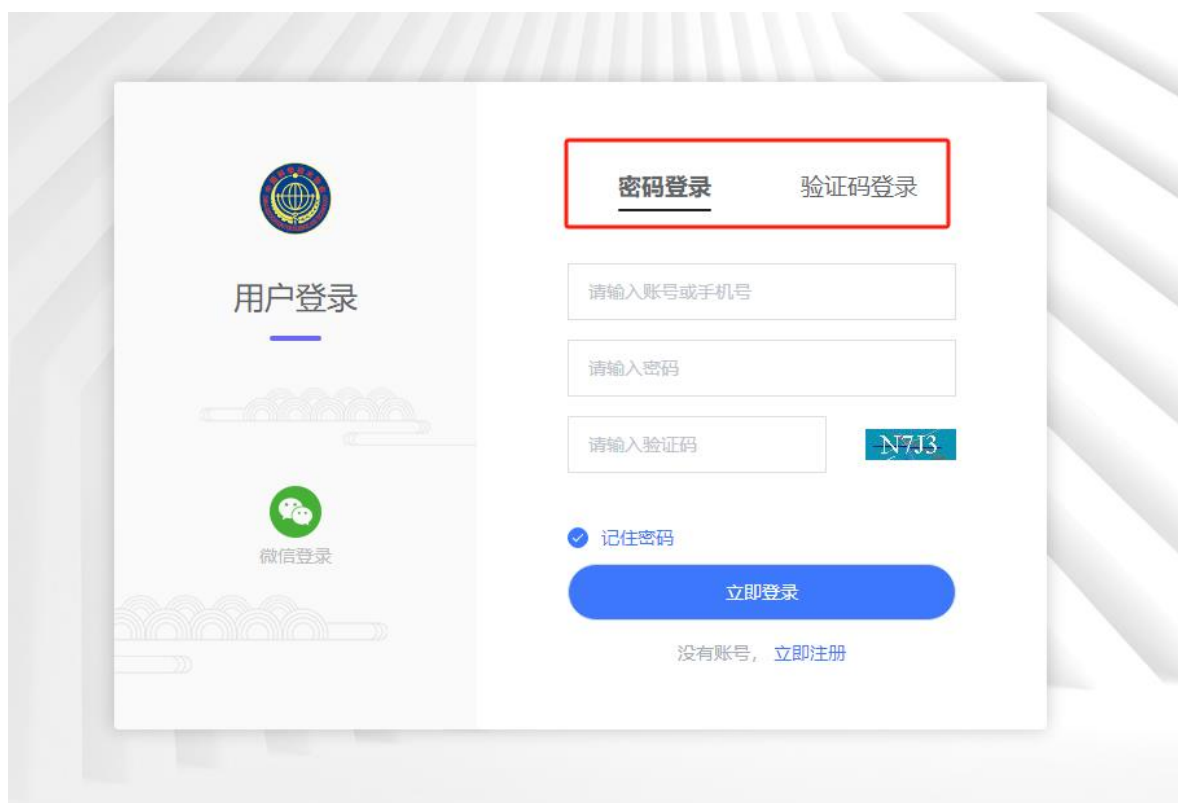 用户登录
微信登录
密码登录 验证码登录
请输入账号或手机号
请输入密码
请输入验证码 N7J3
记住密码
立即登录
没有账号, 立即注册